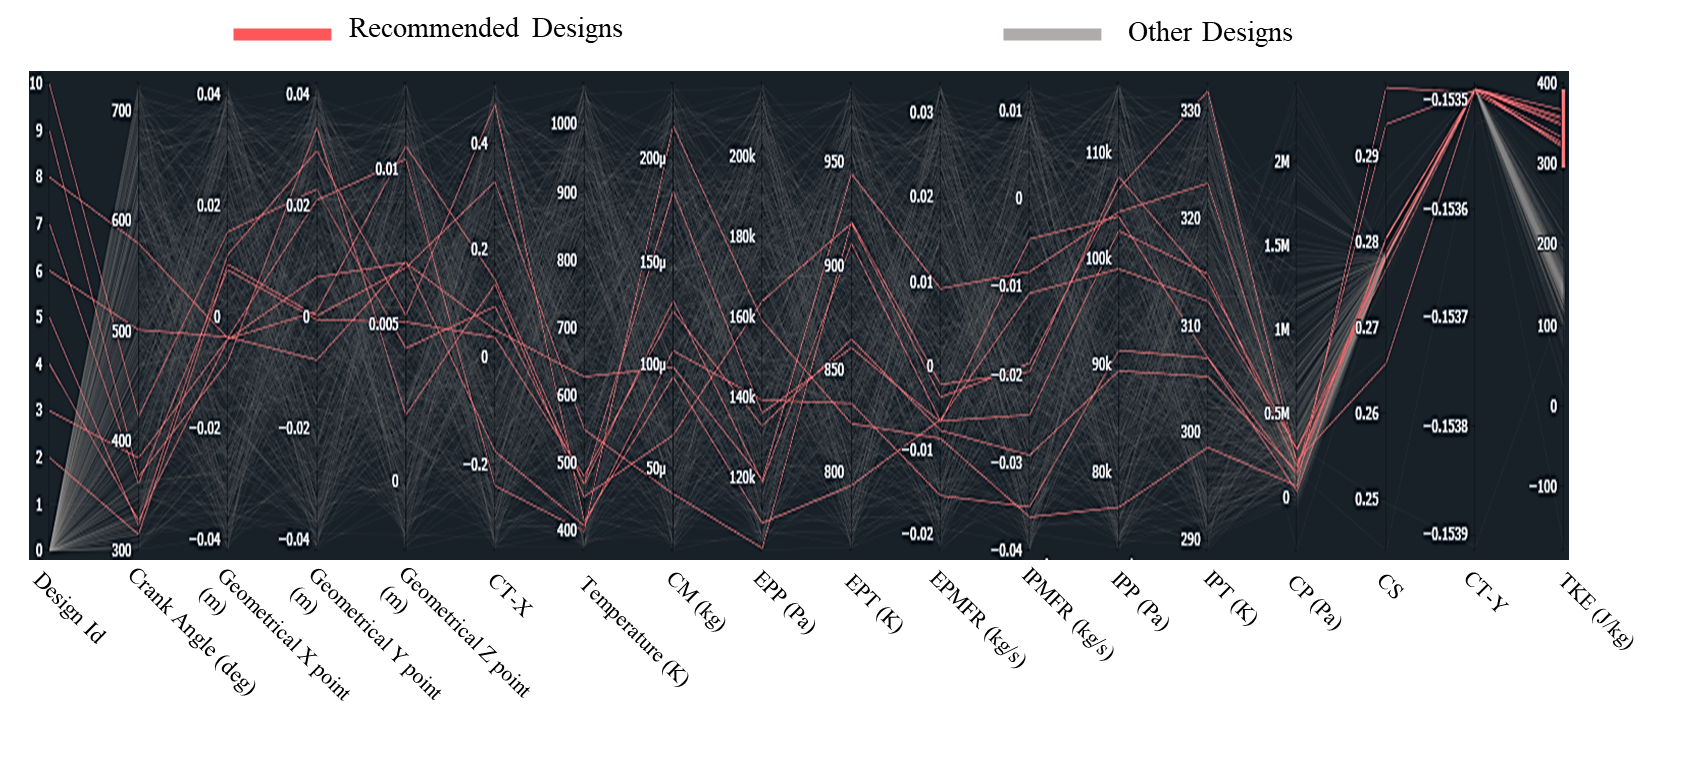 Recommended Designs
Other Designs
10
9
8
7
6
5
4
3
2
1
0
700
600
500
400
300
0.04
0.02
0
−0.02
−0.04
0.04
0.02
0
−0.02
−0.04
0.01
0.005
0
0.4
0.2
0
−0.2
1000
900
800
700
600
500
400
200μ
150μ
100μ
50μ
200k
180k
160k
140k
120k
950
900
850
800
0.03
0.02
0.01
0
−0.01
−0.02
0.01
0
−0.01
−0.02
−0.03
−0.04
110k
100k
90k
80k
330
320
310
300
290
2M
1.5M
1M
0.5M
0
0.29
0.28
0.27
0.26
0.25
−0.1535
−0.1536
−0.1537
−0.1538
−0.1539
400
300
200
100
0
−100
Design Id
Crank Angle (deg)
Geometrical X point
(m)
Geometrical Y point
(m)
Geometrical Z point
(m)
CT-X
Temperature (K)
CM (kg)
EPP (Pa)
EPT (K)
EPMFR (kg/s)
IPMFR (kg/s)
IPP (Pa)
IPT (K)
CP (Pa)
CS
CT-Y
TKE (J/kg)